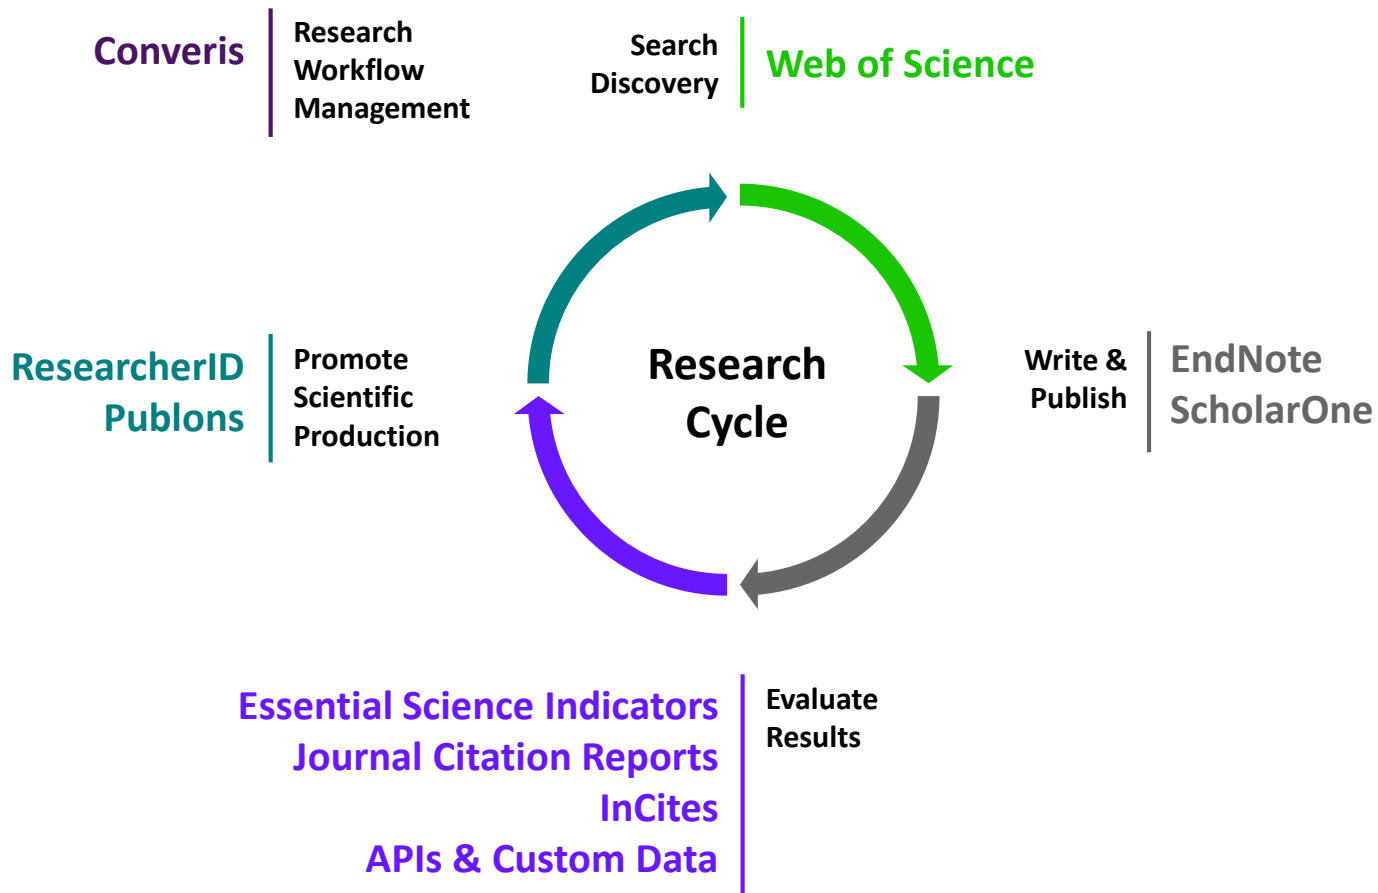 Converis
Research
Workflow
Management
Search
Discovery
Web of Science
ResearcherID
Publons
Promote
Scientific
Production
Research
Cycle
Write &
Publish
EndNote
ScholarOne
Essential Science Indicators
Journal Citation Reports
InCites
APIs & Custom Data
Evaluate
Results